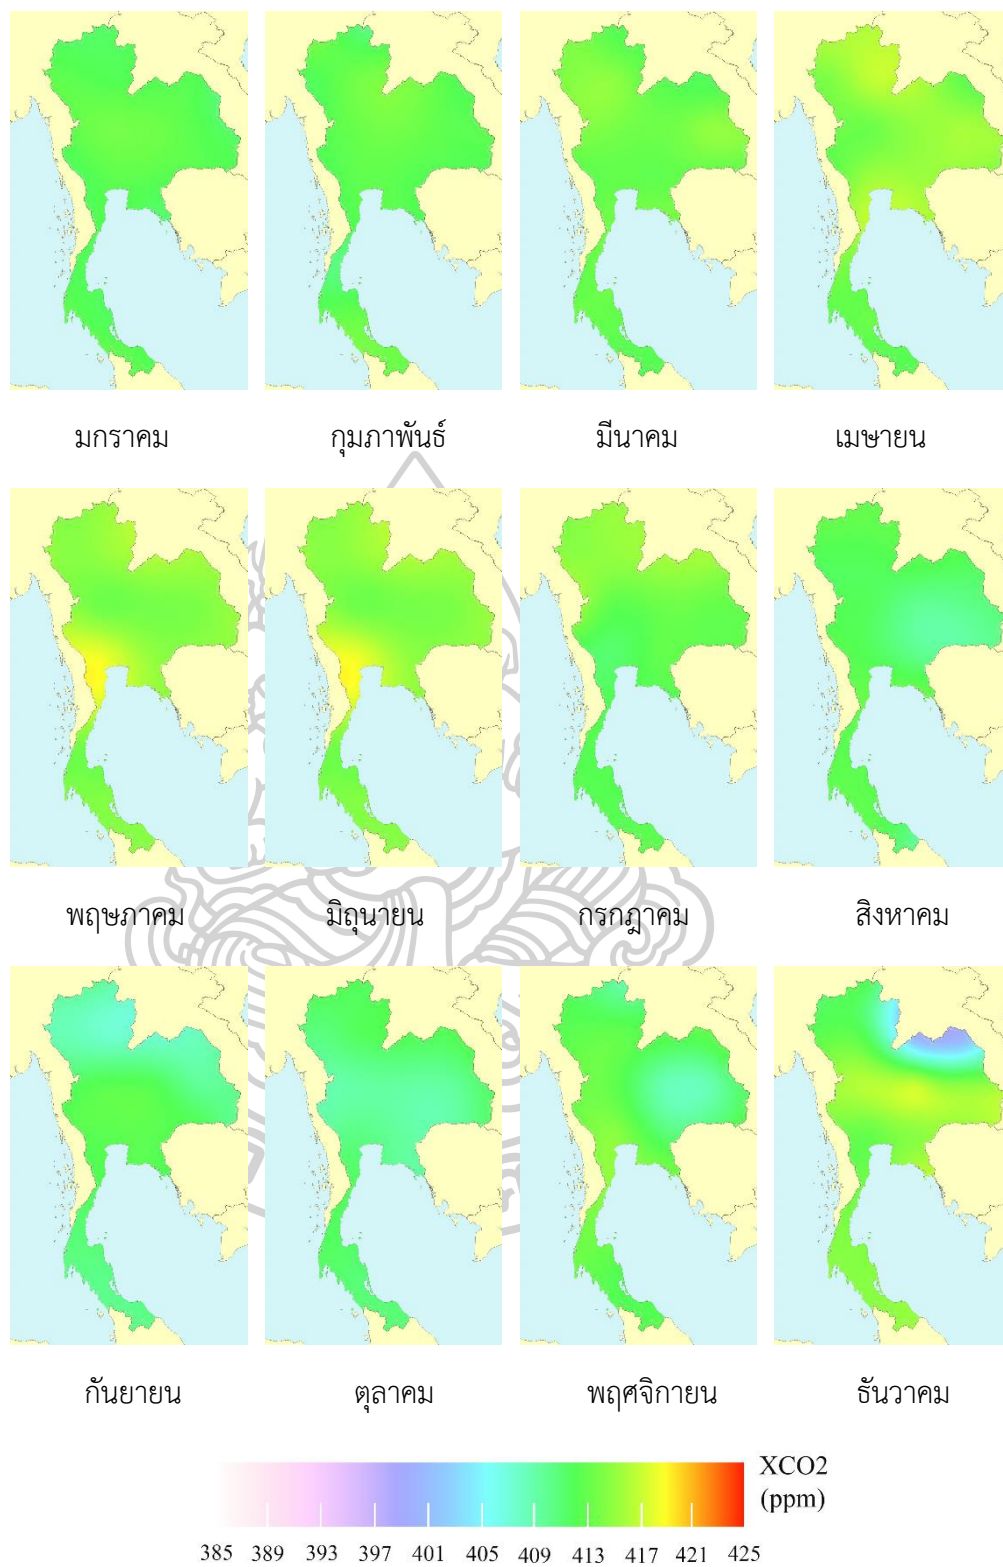 มกราคม กุมภาพันธ์ มีนาคม เมษายน
พฤษภาคม มิถุนายน กรกฎาคม สิงหาคม
กันยายน ตุลาคม พฤศจิกายน ธันวาคม
XCO2
(ppm)
385 389 393 397 401 405 409 413 417 421 425